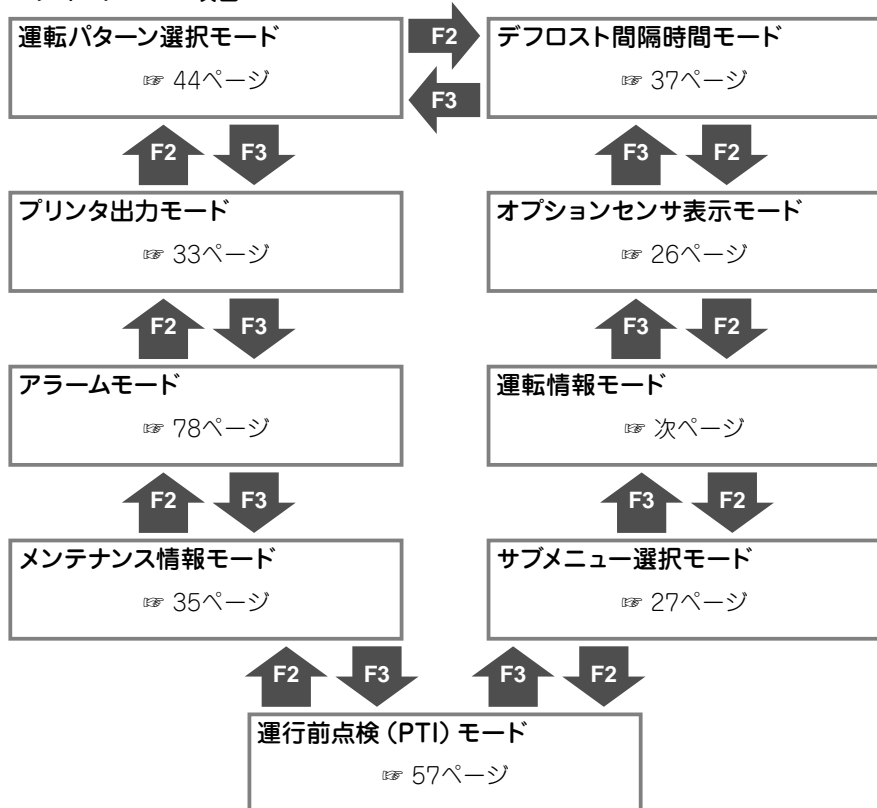 運転パターン選択モード
☞ 44ページ
F2
F3
デフロスト間隔時間モード
☞ 37ページ
F2
F3
F3
F2
プリンタ出力モード
☞ 33ページ
オプションセンサ表示モード
☞ 26ページ
F2
F3
F3
F2
アラームモード
☞ 78ページ
運転情報モード
☞ 次ページ
F2
F3
F3
F2
メンテナンス情報モード
☞ 35ページ
サブメニュー選択モード
☞ 27ページ
F2
F3
F3
F2
運行前点検（PTI）モード
☞ 57ページ